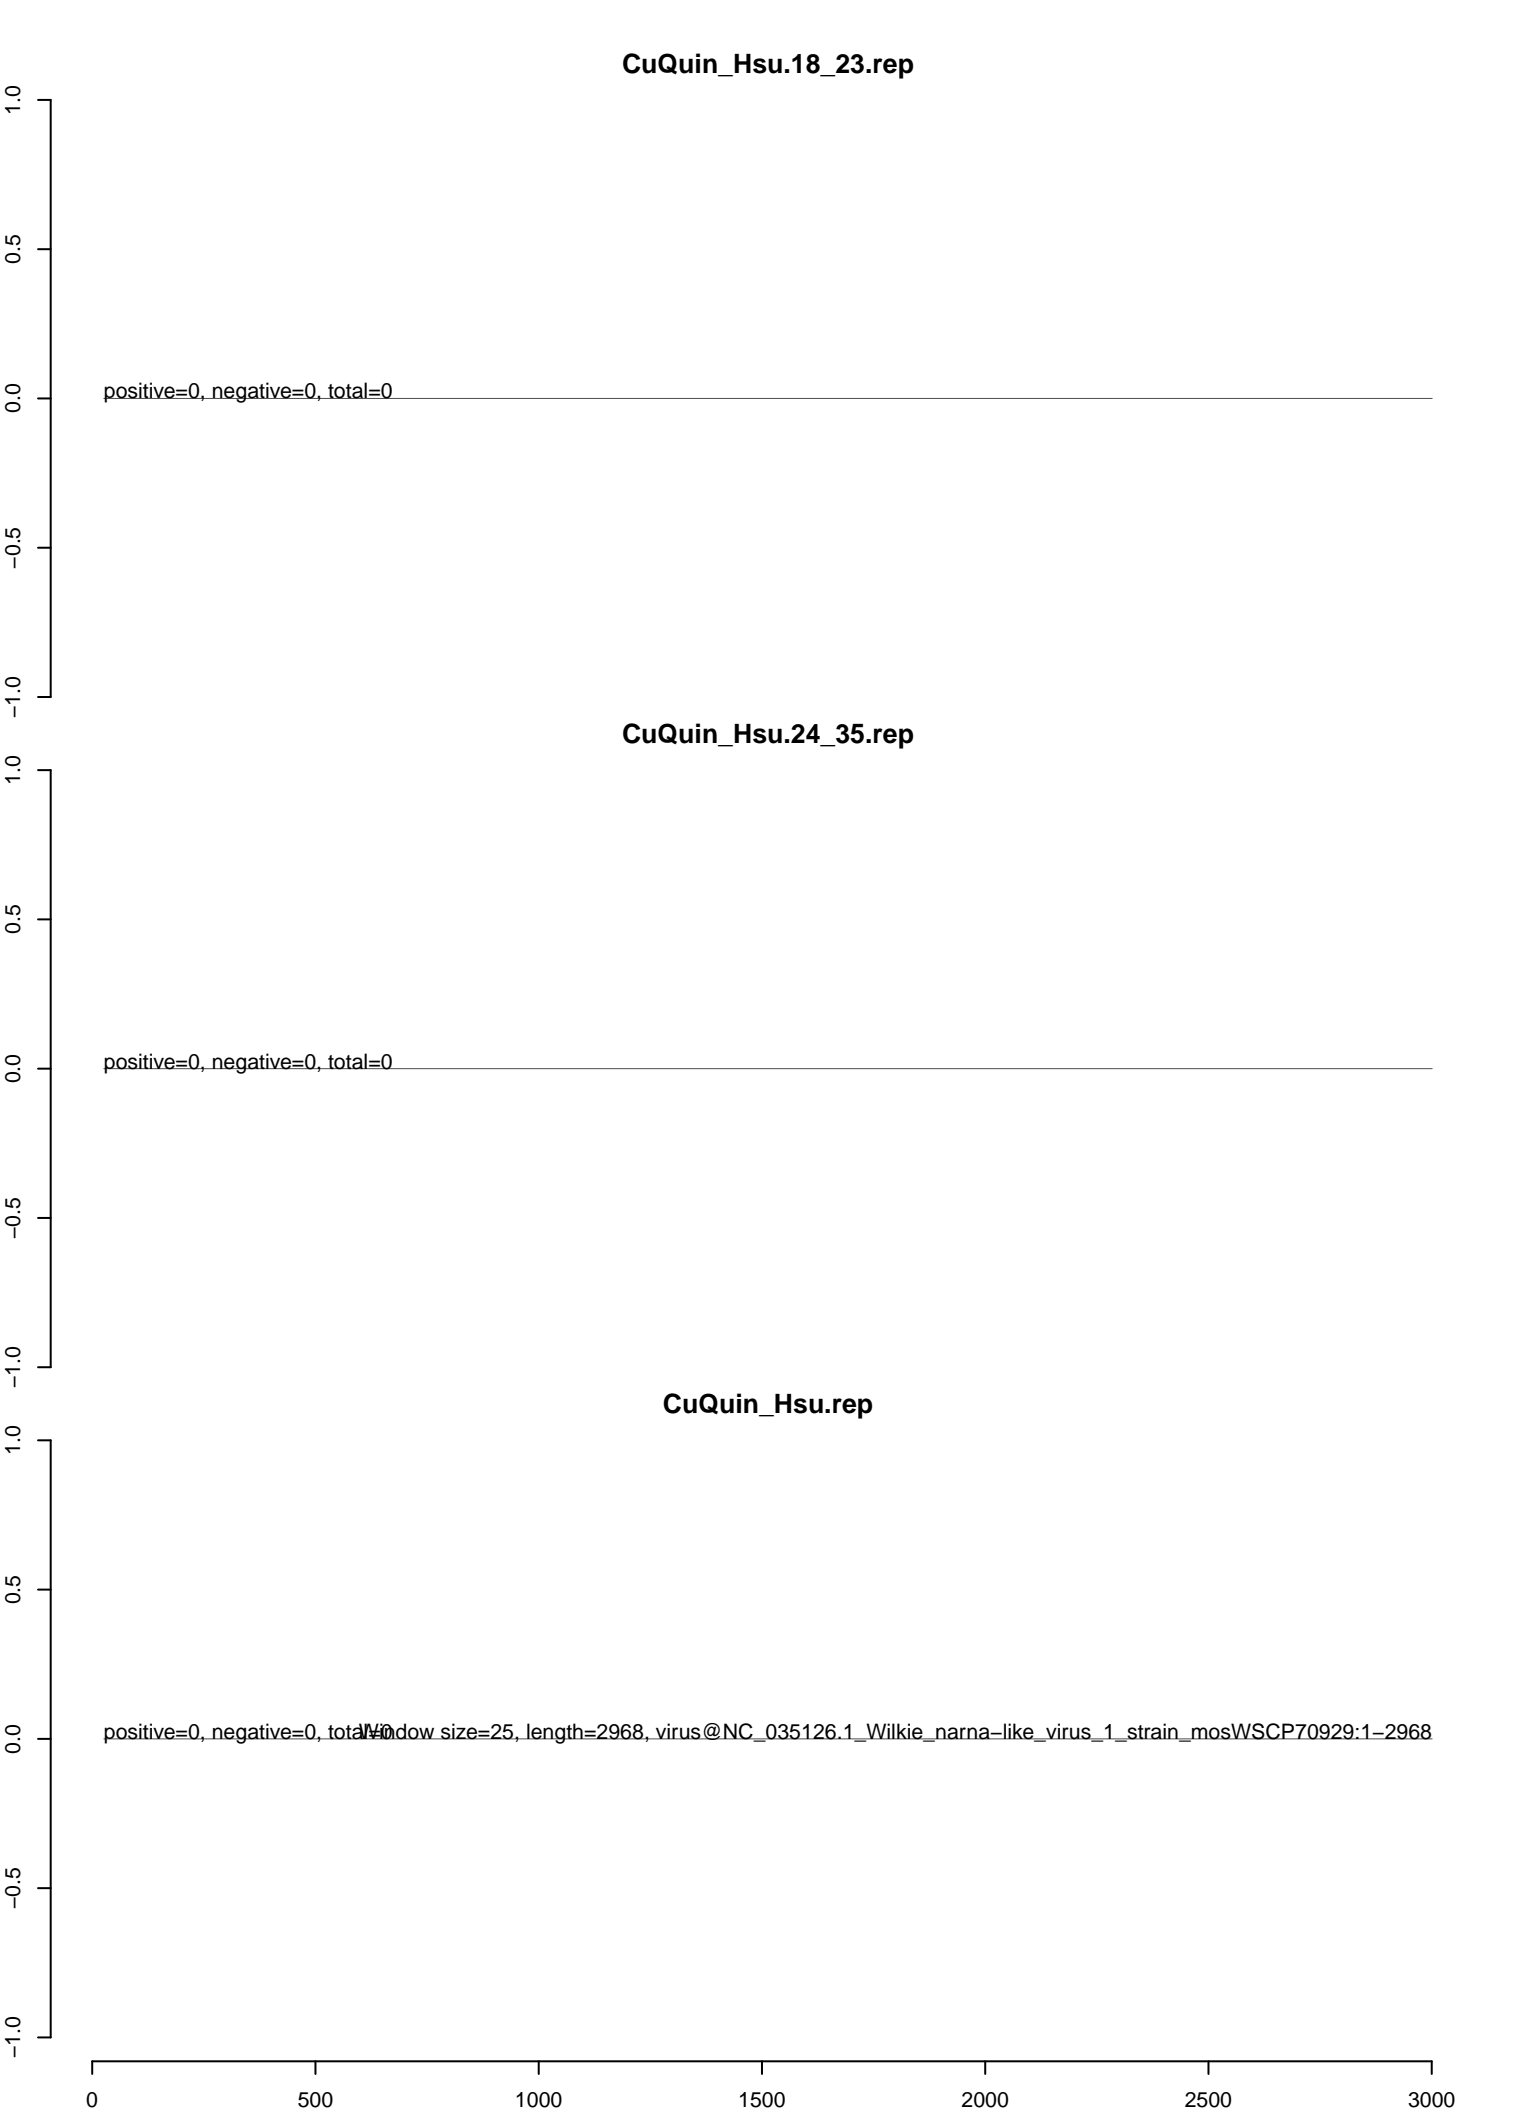 CuQuin_Hsu.18_23.rep
1.0
0.5
0.0
−0.5
−1.0
positive=0, negative=0, total=0
CuQuin_Hsu.24_35.rep
1.0
0.5
0.0
−0.5
−1.0
positive=0, negative=0, total=0
CuQuin_Hsu.rep
1.0
0.5
0.0
−0.5
−1.0
positive=0, negative=0, total=0
Window size=25, length=2968, virus@NC_035126.1_Wilkie_narna−like_virus_1_strain_mosWSCP70929:1−2968
0 500 1000 1500 2000 2500 3000